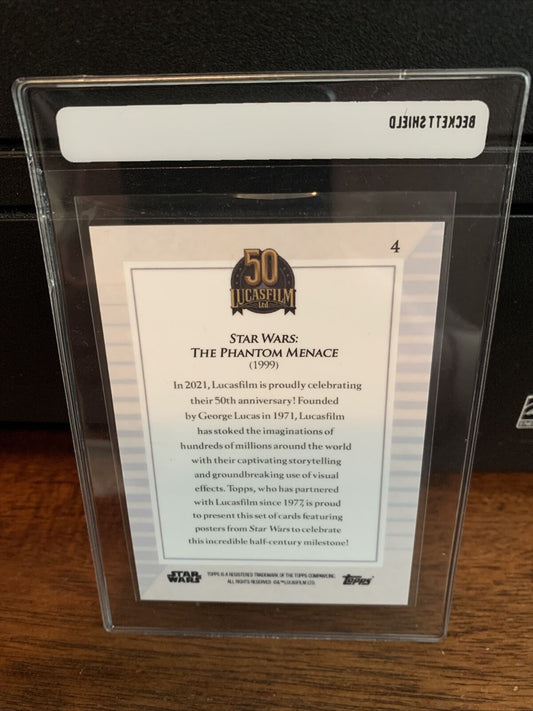 BECKETT SHIELD
4
50
LUCASFILM
Ltd.
STAR WARS:
THE PHANTOM MENACE
(1999)
In 2021, Lucasfilm is proudly celebrating
their 50th anniversary! Founded
by George Lucas in 1971, Lucasfilm
has stoked the imaginations of
hundreds of millions around the world
with their captivating storytelling
and groundbreaking use of visual
effects. Topps, who has partnered
with Lucasfilm since 1977, is proud
to present this set of cards featuring
posters from Star Wars to celebrate
this incredible half-century milestone!
STAR WARS
TOPPS IS A REGISTERED TRADEMARK OF THE TOPPS COMPANY, INC.
ALL RIGHTS RESERVED. ©&™ LUCASFILM LTD.
Topps